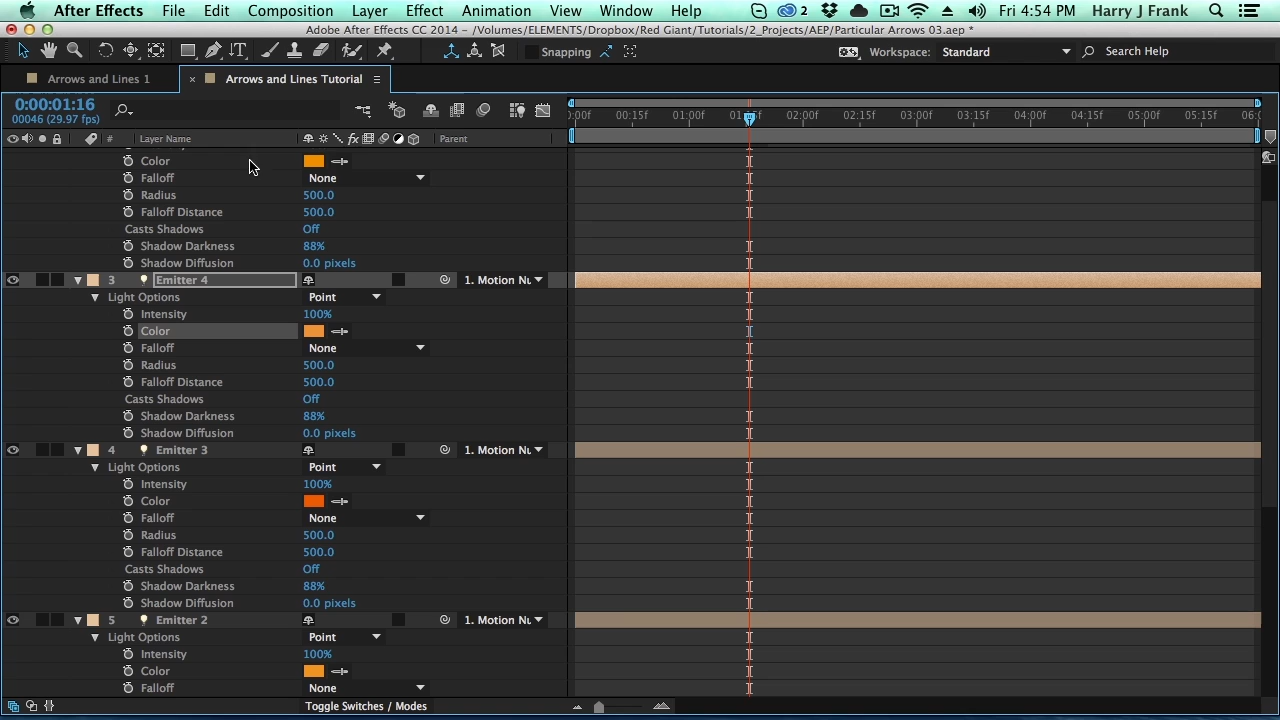 After Effects File Edit Composition Layer Effect Animation View Window Help 2 Fri 4:54 PM Harry J Frank
Adobe After Effects CC 2014 - /Volumes/ELEMENTS/Dropbox/Red Giant/Tutorials/2_Projects/AEP/Particular Arrows 03.aep *
Snapping Workspace: Standard Search Help
Arrows and Lines 1 × Arrows and Lines Tutorial
0:00:01:16
00046 (29.97 fps)
00f 00:15f 01:00f 02:00f 02:15f 03:00f 03:15f 04:00f 04:15f 05:00f 05:15f 06:0
# Layer Name fx Parent
Color
Falloff None
Radius 500.0
Falloff Distance 500.0
Casts Shadows Off
Shadow Darkness 88%
Shadow Diffusion 0.0 pixels
3 Emitter 4 1. Motion Nu
Light Options Point
Intensity 100%
Color
Falloff None
Radius 500.0
Falloff Distance 500.0
Casts Shadows Off
Shadow Darkness 88%
Shadow Diffusion 0.0 pixels
4 Emitter 3 1. Motion Nu
Light Options Point
Intensity 100%
Color
Falloff None
Radius 500.0
Falloff Distance 500.0
Casts Shadows Off
Shadow Darkness 88%
Shadow Diffusion 0.0 pixels
5 Emitter 2 1. Motion Nu
Light Options Point
Intensity 100%
Color
Falloff None
Toggle Switches / Modes